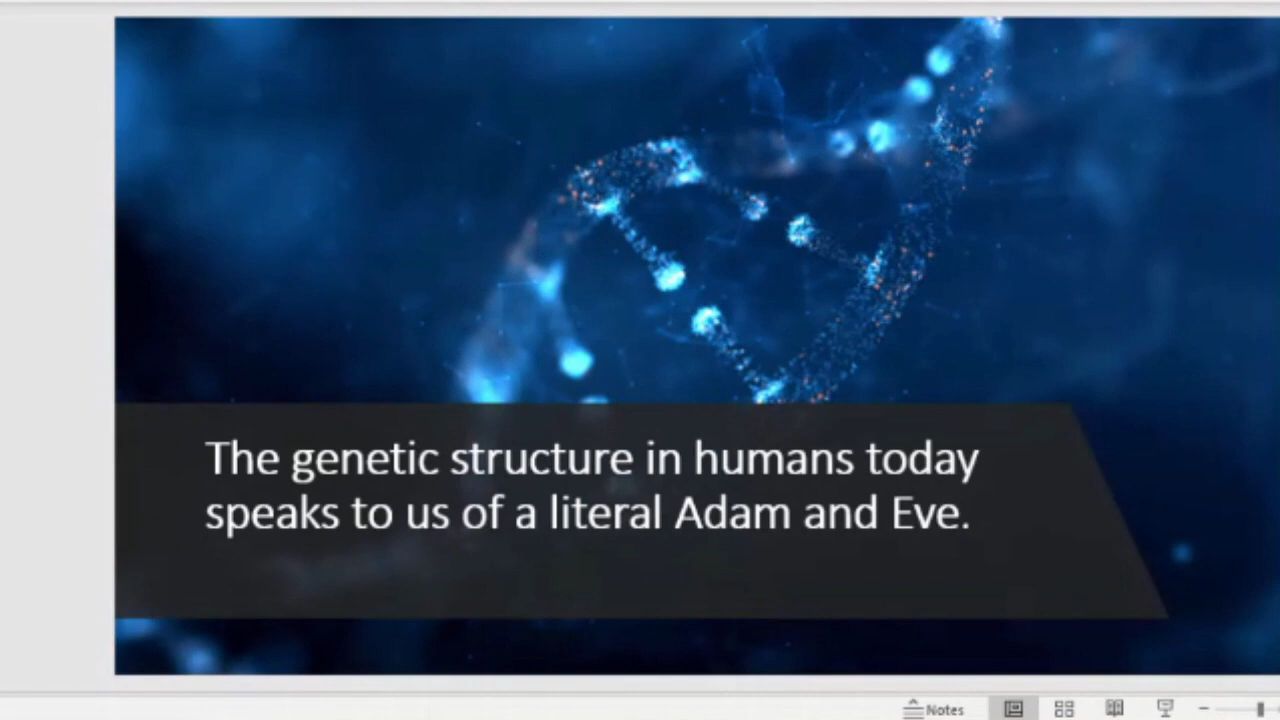 The genetic structure in humans today
speaks to us of a literal Adam and Eve.
Notes